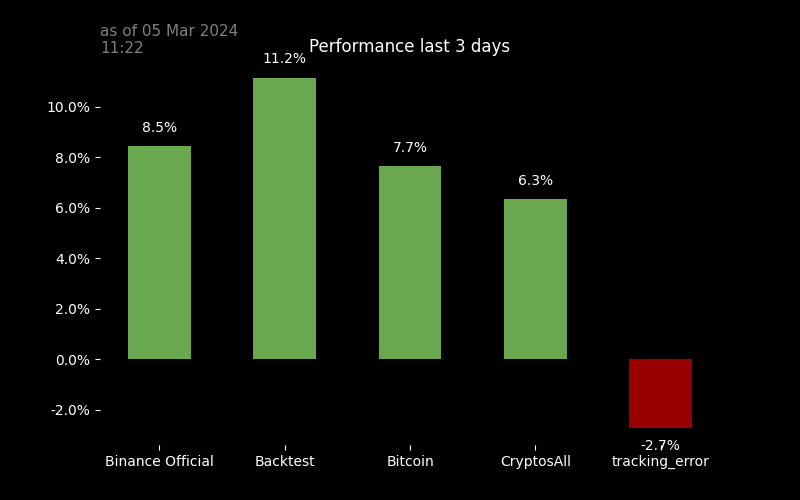 as of 05 Mar 2024
11:22
Performance last 3 days
11.2%
10.0%
8.5%
8.0%
7.7%
6.3%
6.0%
4.0%
2.0%
0.0%
-2.0%
-2.7%
Binance Official
Backtest
Bitcoin
CryptosAll
tracking_error